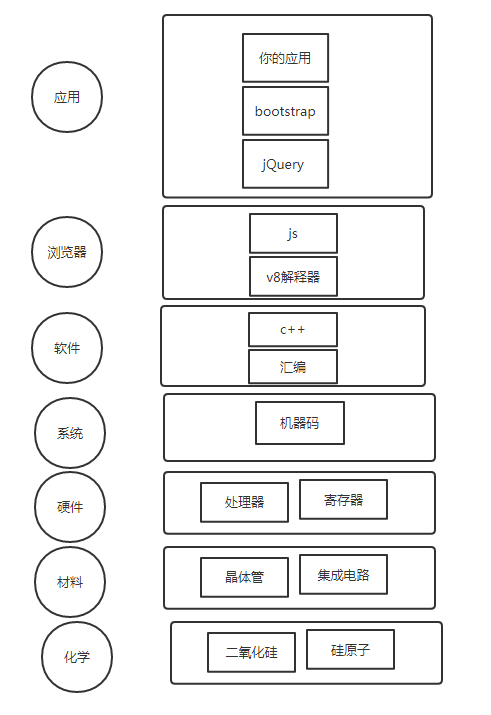 应用
你的应用
bootstrap
jQuery
浏览器
js
v8解释器
软件
c++
汇编
系统
机器码
硬件
处理器
寄存器
材料
晶体管
集成电路
化学
二氧化硅
硅原子